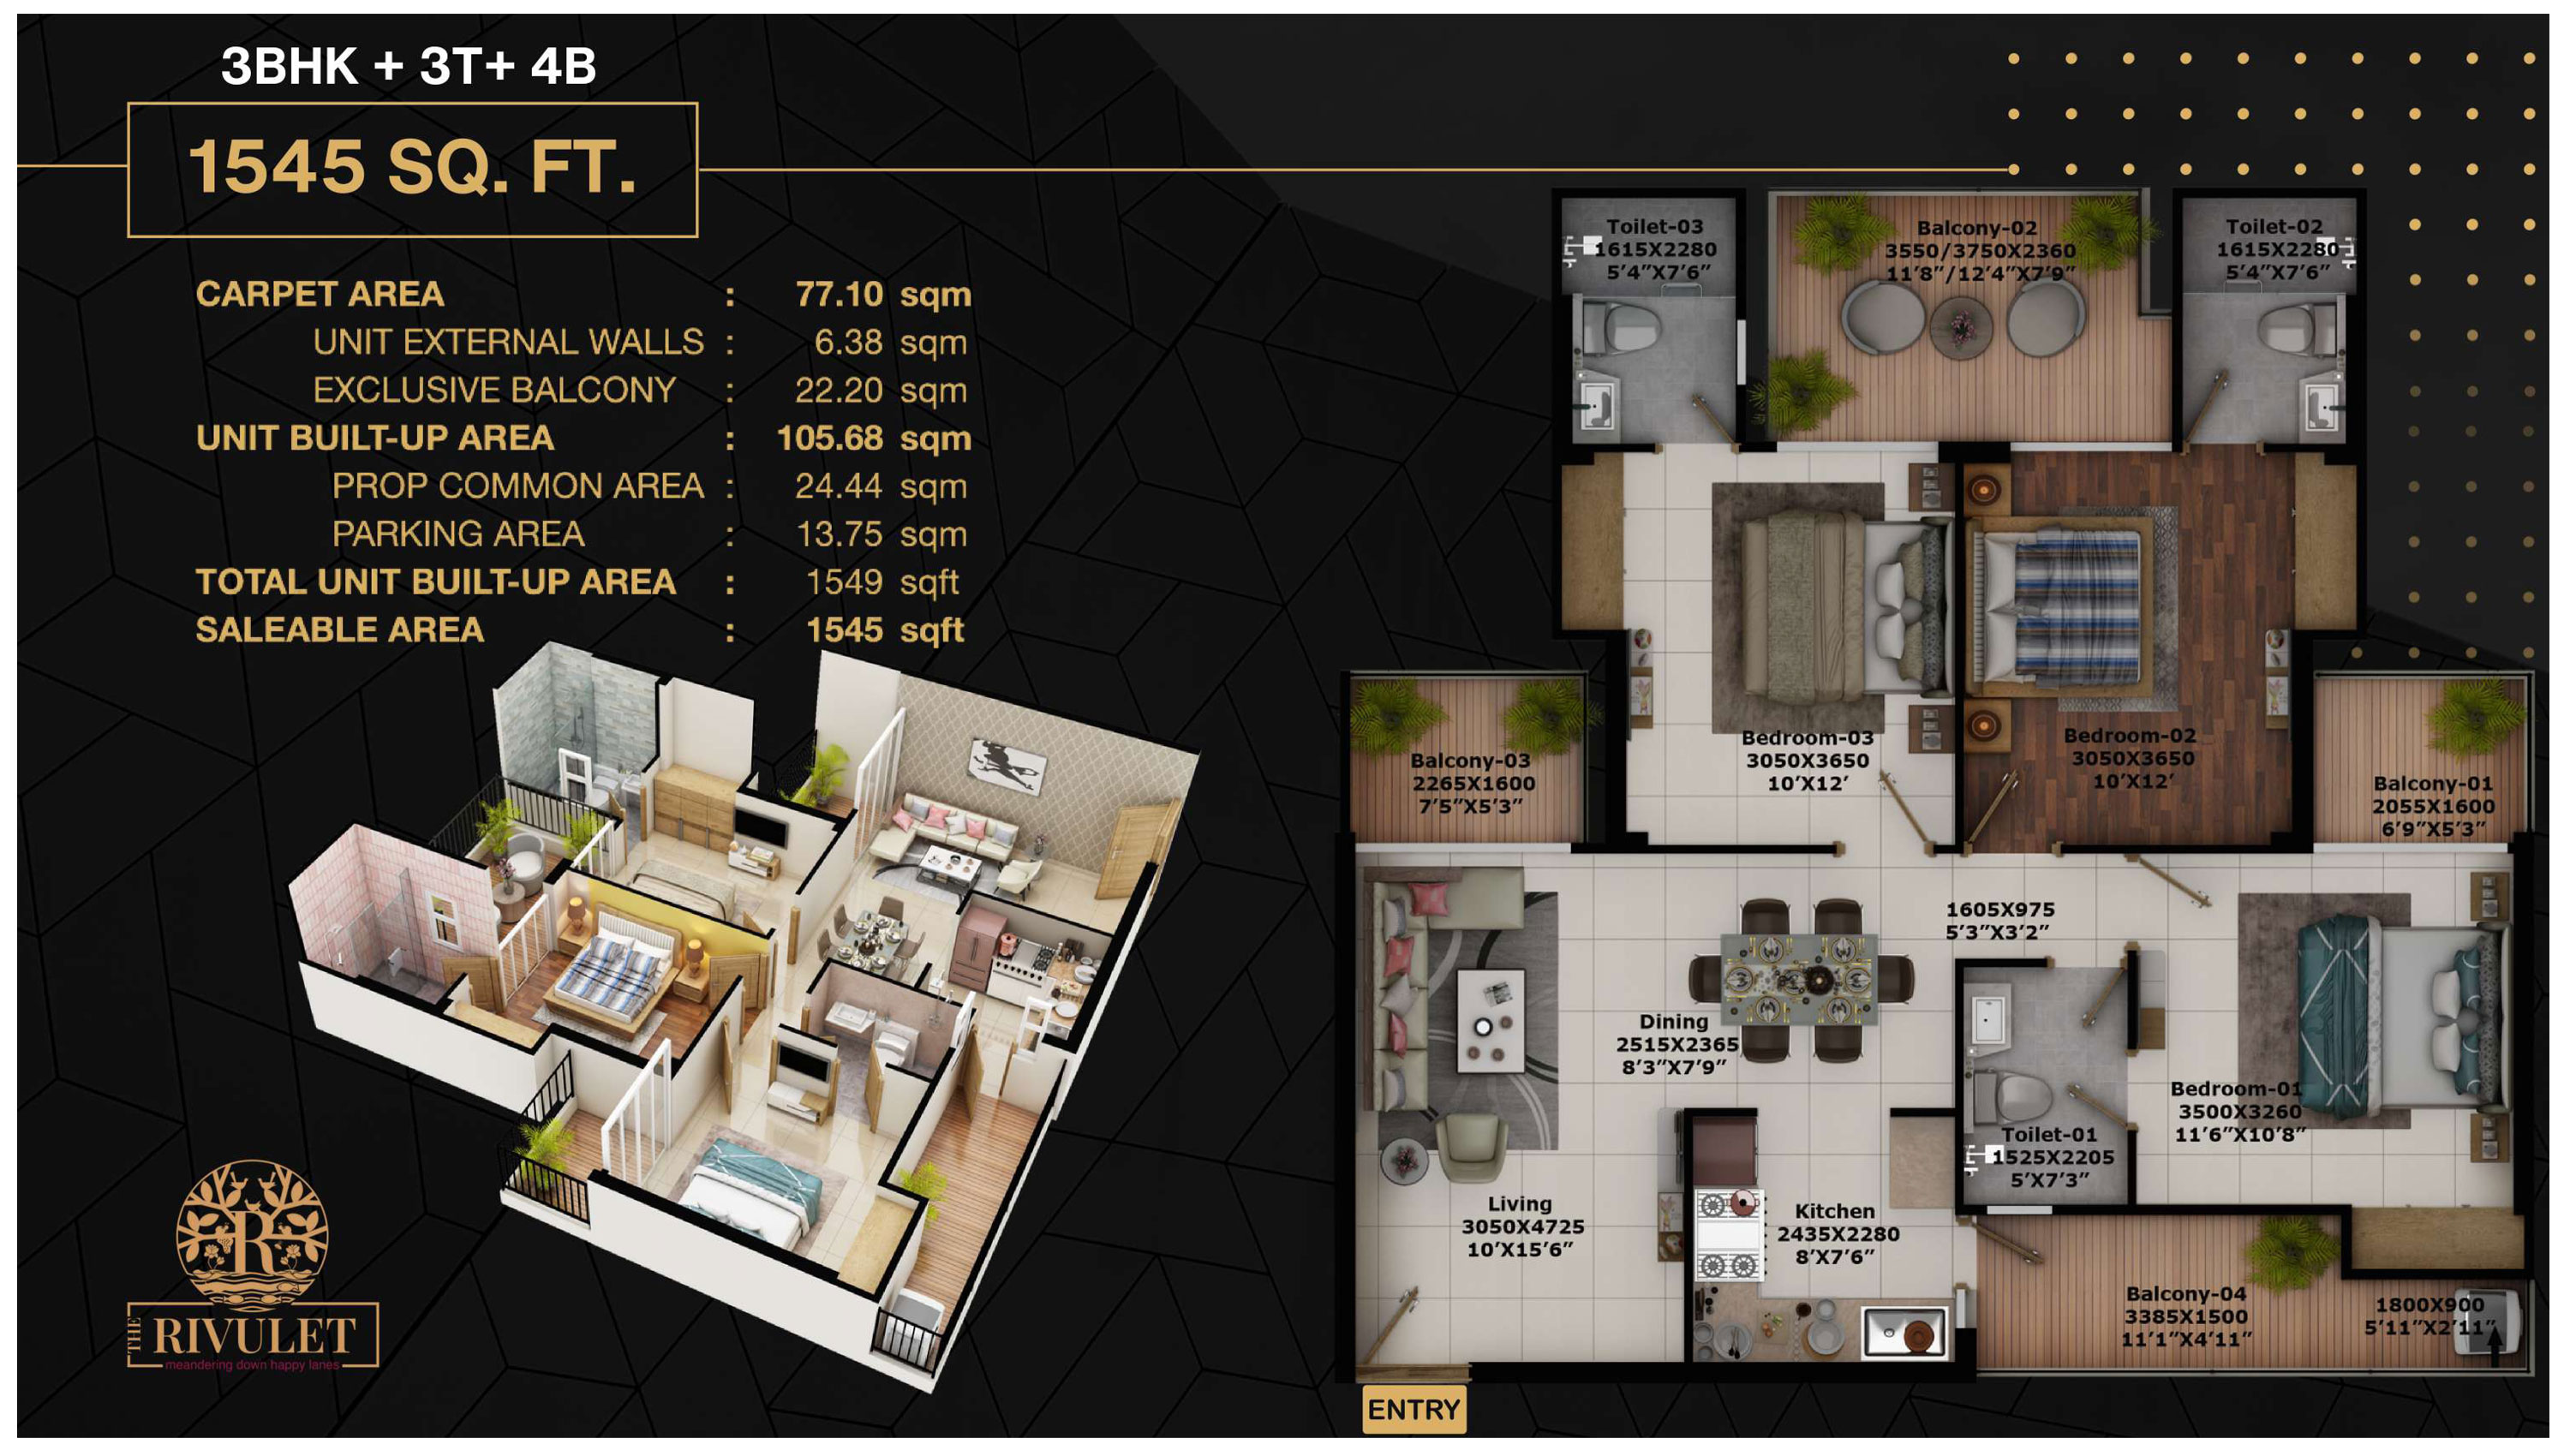 3BHK + 3T+ 4B
1545 SQ. FT.
CARPET AREA : 77.10 sqm
UNIT EXTERNAL WALLS : 6.38 sqm
EXCLUSIVE BALCONY : 22.20 sqm
UNIT BUILT-UP AREA : 105.68 sqm
PROP COMMON AREA : 24.44 sqm
PARKING AREA : 13.75 sqm
TOTAL UNIT BUILT-UP AREA : 1549 sqft
SALEABLE AREA : 1545 sqft
R
THE
RIVULET
meandering down happy lanes
Toilet-03
1615X2280
5'4"X7'6"
Balcony-02
3550/3750X2360
11'8"/12'4"X7'9"
Toilet-02
1615X2280
5'4"X7'6"
Bedroom-03
3050X3650
10'X12'
Bedroom-02
3050X3650
10'X12'
Balcony-03
2265X1600
7'5"X5'3"
Balcony-01
2055X1600
6'9"X5'3"
1605X975
5'3"X3'2"
Dining
2515X2365
8'3"X7'9"
Bedroom-01
3500X3260
11'6"X10'8"
Toilet-01
1525X2205
5'X7'3"
Living
3050X4725
10'X15'6"
Kitchen
2435X2280
8'X7'6"
Balcony-04
3385X1500
11'1"X4'11"
1800X900
5'11"X2'11"
ENTRY